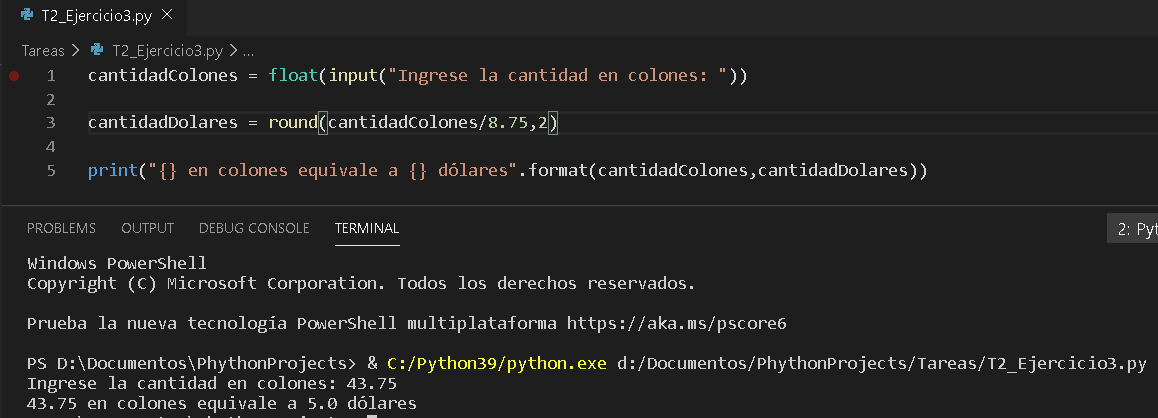 T2_Ejercicio3.py
Tareas > T2_Ejercicio3.py > ...
1 cantidadColones = float(input("Ingrese la cantidad en colones: "))
2
3 cantidadDolares = round(cantidadColones/8.75,2)
4
5 print("{} en colones equivale a {} dólares".format(cantidadColones,cantidadDolares))
PROBLEMS OUTPUT DEBUG CONSOLE TERMINAL 2: Pyt
Windows PowerShell
Copyright (C) Microsoft Corporation. Todos los derechos reservados.
Prueba la nueva tecnología PowerShell multiplataforma https://aka.ms/pscore6
PS D:\Documentos\PhythonProjects> & C:/Python39/python.exe d:/Documentos/PhythonProjects/Tareas/T2_Ejercicio3.py
Ingrese la cantidad en colones: 43.75
43.75 en colones equivale a 5.0 dólares